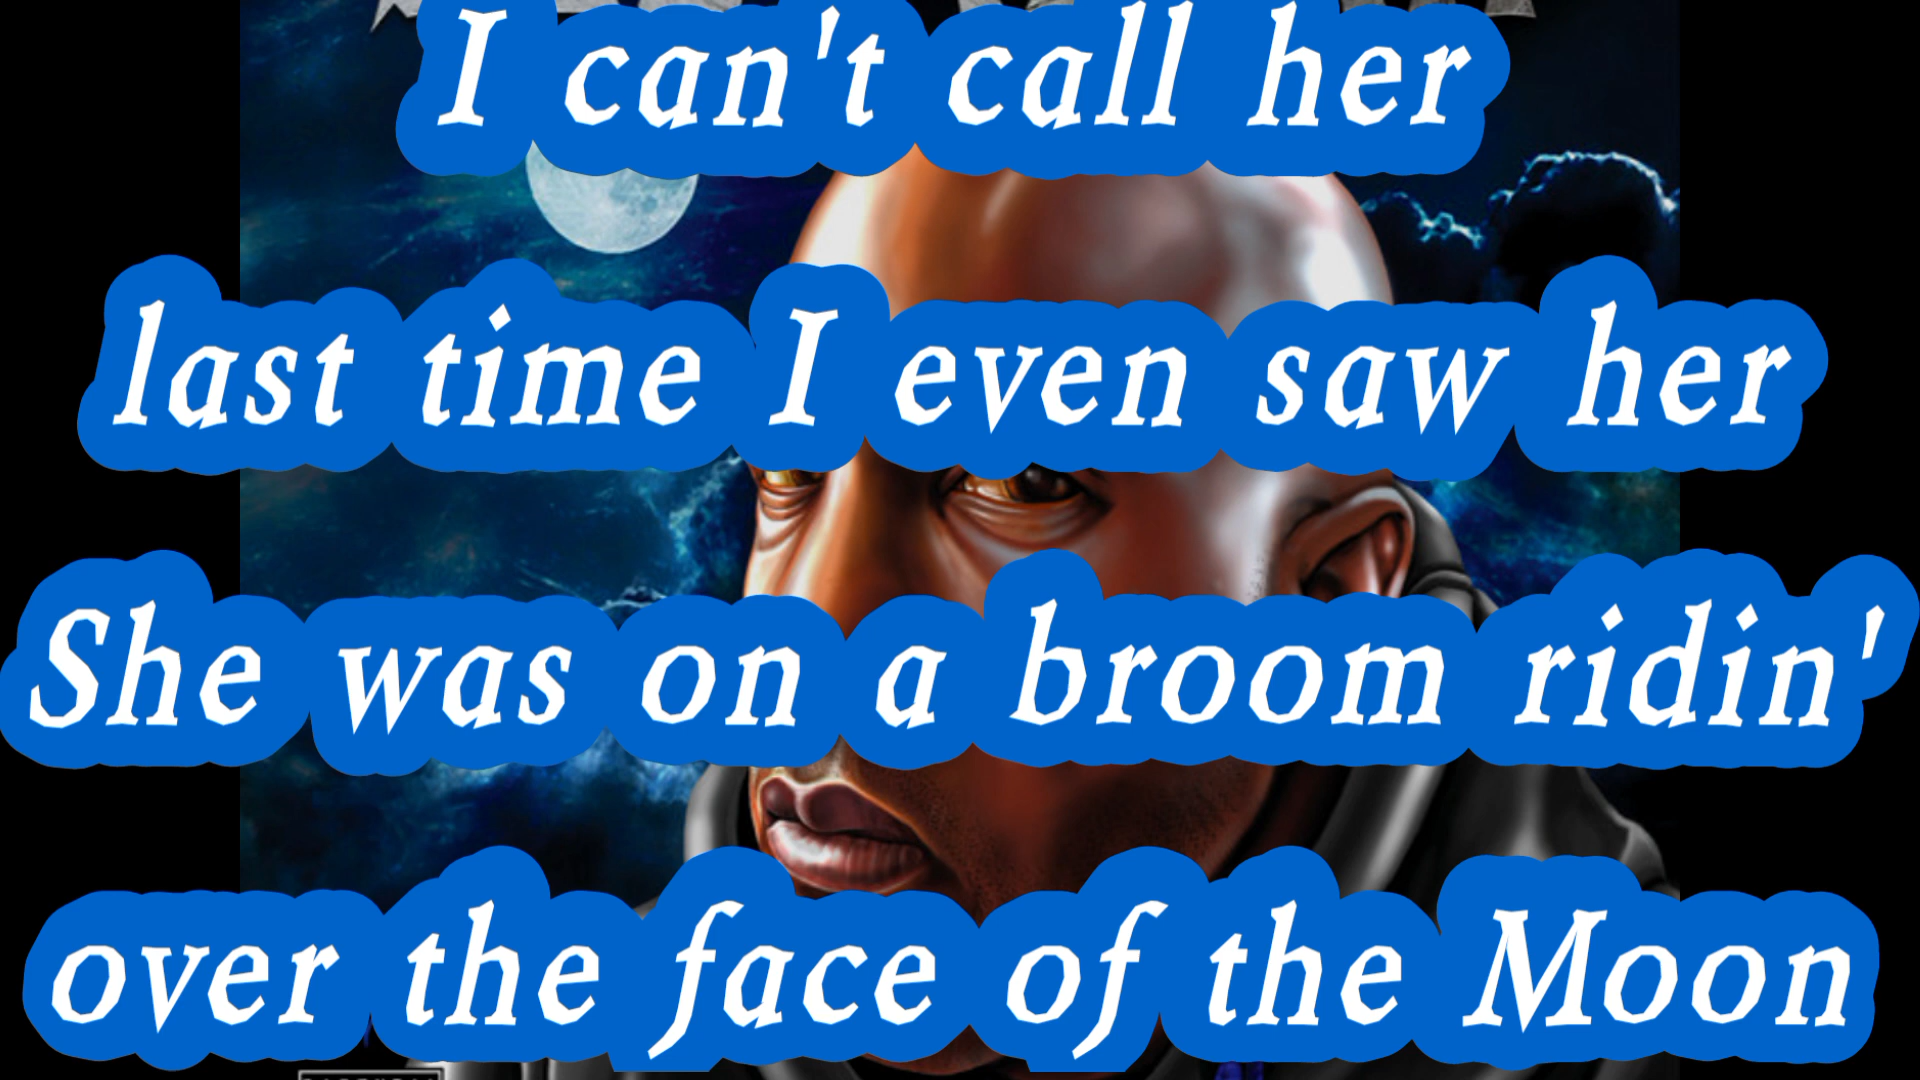 I can't call her
last time I even saw her
She was on a broom ridin'
over the face of the Moon